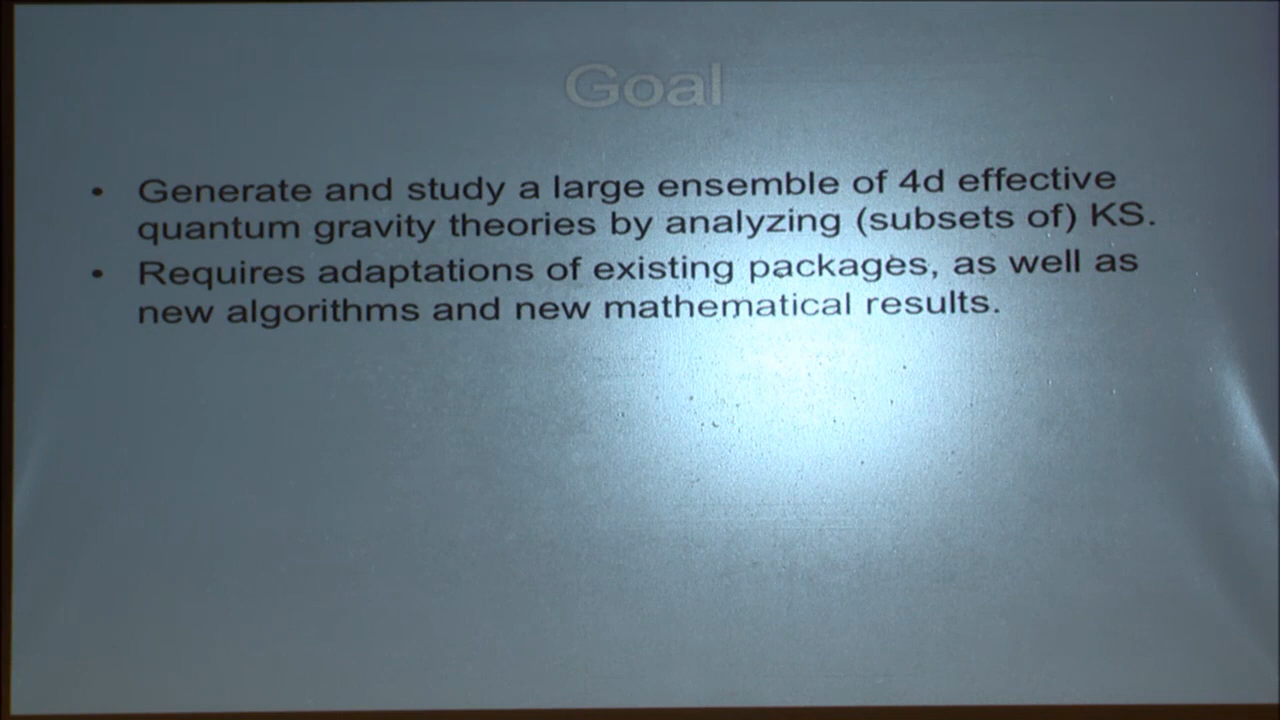 Goal
• Generate and study a large ensemble of 4d effective
quantum gravity theories by analyzing (subsets of) KS.
• Requires adaptations of existing packages, as well as
new algorithms and new mathematical results.